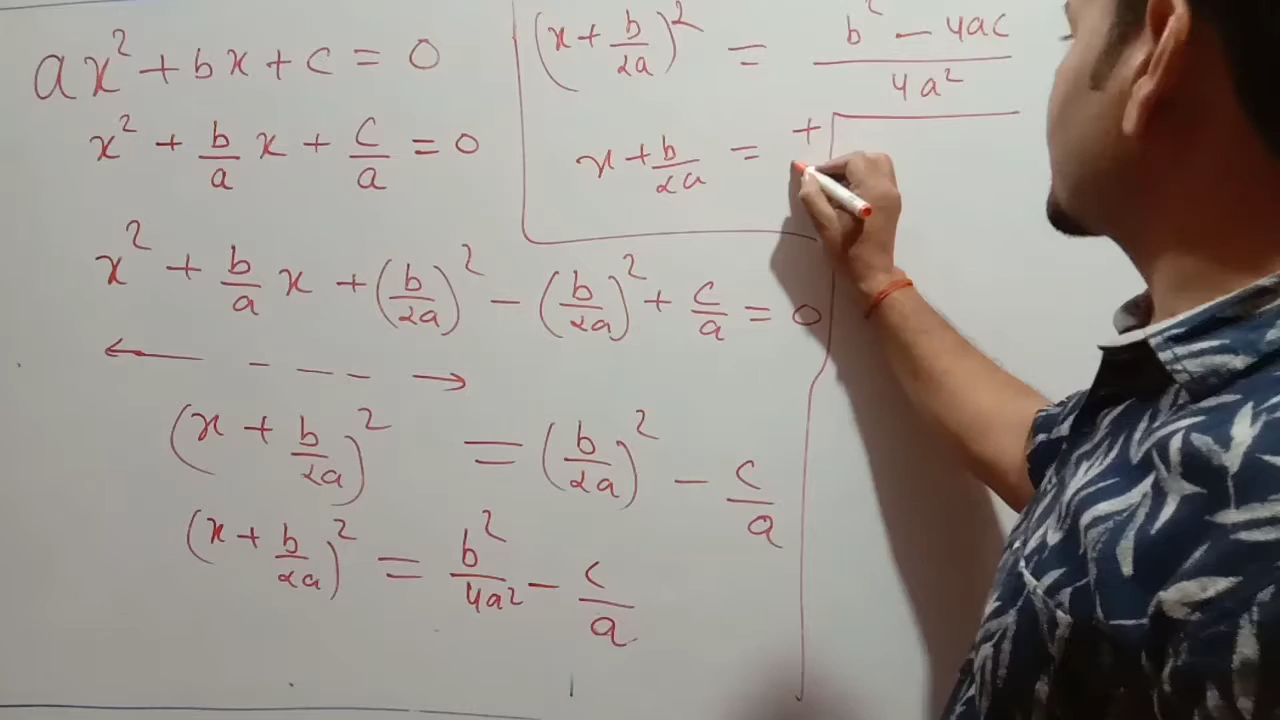 ax² + bx + c = 0
x² + b/a x + c/a = 0
x² + b/a x + (b/2a)² - (b/2a)² + c/a = 0
← - - - - →
(x + b/2a)² = (b/2a)² - c/a
(x + b/2a)² = b²/4a² - c/a
(x + b/2a)² = b² - 4ac / 4a²
x + b/2a = + √